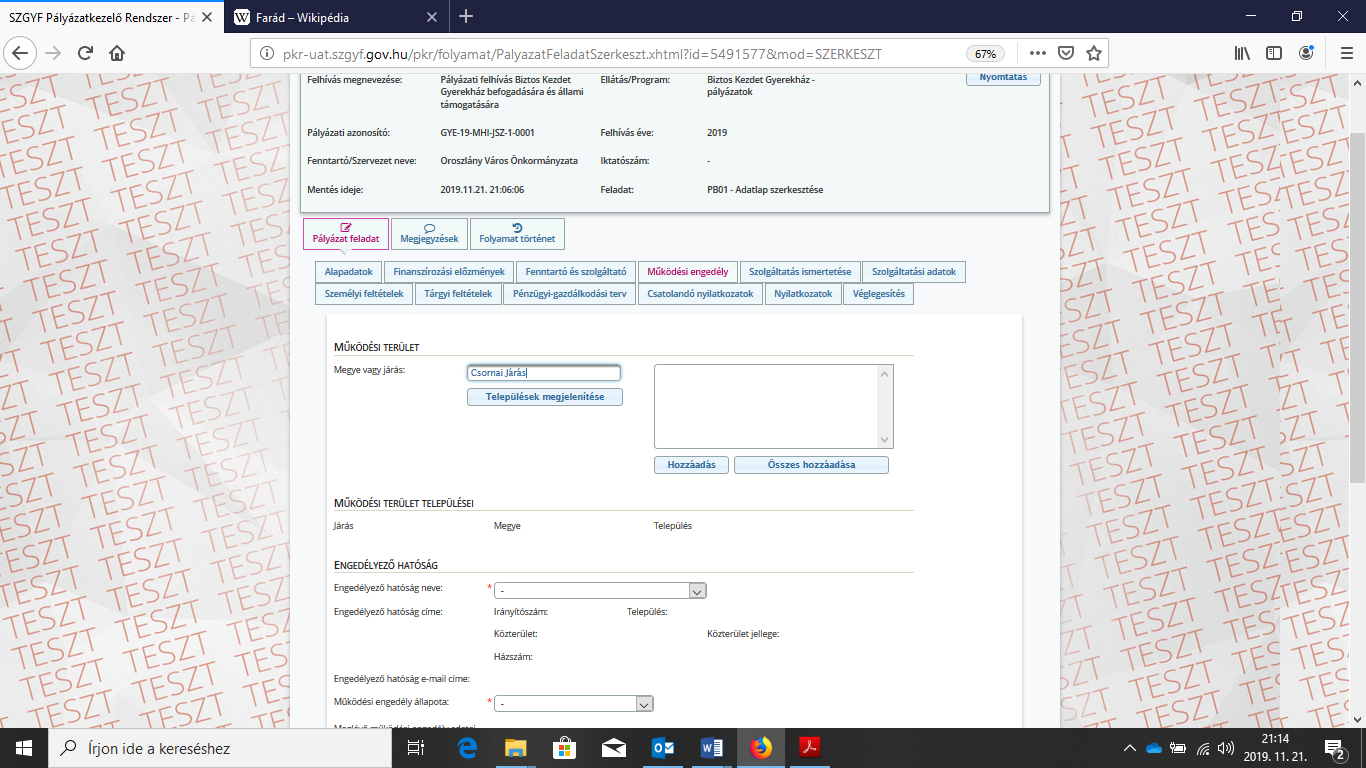 SZGYF Pályázatkezelő Rendszer - Pá
Farád – Wikipédia
pkr-uat.szgyf.gov.hu/pkr/folyamat/PalyazatFeladatSzerkeszt.xhtml?id=5491577&mod=SZERKESZT
67%
Felhívás megnevezése: Pályázati felhívás Biztos Kezdet Ellátás/Program: Biztos Kezdet Gyerekház - Nyomtatás
Gyerekház befogadására és állami pályázatok
támogatására
Pályázati azonosító: GYE-19-MHI-JSZ-1-0001 Felhívás éve: 2019
Fenntartó/Szervezet neve: Oroszlány Város Önkormányzata Iktatószám: -
Mentés ideje: 2019.11.21. 21:06:06 Feladat: PB01 - Adatlap szerkesztése
Pályázat feladat Megjegyzések Folyamat történet
Alapadatok Finanszírozási előzmények Fenntartó és szolgáltató Működési engedély Szolgáltatás ismertetése Szolgáltatási adatok
Személyi feltételek Tárgyi feltételek Pénzügyi-gazdálkodási terv Csatolandó nyilatkozatok Nyilatkozatok Véglegesítés
MŰKÖDÉSI TERÜLET
Megye vagy járás: Csornai Járás
Települések megjelenítése
Hozzáadás Összes hozzáadása
MŰKÖDÉSI TERÜLET TELEPÜLÉSEI
Járás Megye Település
ENGEDÉLYEZŐ HATÓSÁG
Engedélyező hatóság neve: * -
Engedélyező hatóság címe: Irányítószám: Település:
Közterület: Közterület jellege:
Házszám:
Engedélyező hatóság e-mail címe:
Működési engedély állapota: * -
TESZT
Írjon ide a kereséshez
21:14
2019. 11. 21.
2